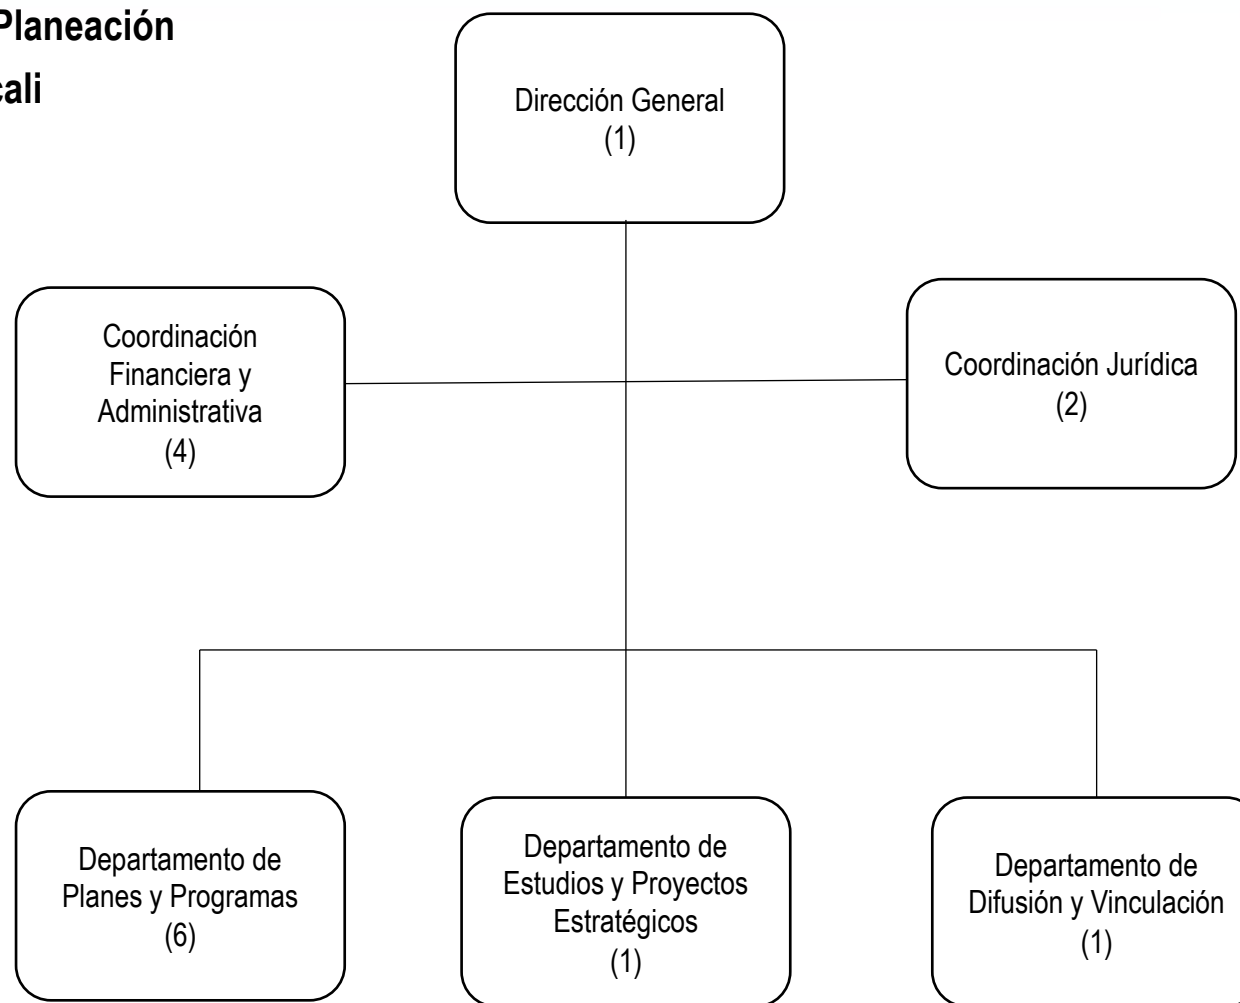 Planeación
cali
Dirección General
(1)
Coordinación
Financiera y
Administrativa
(4)
Coordinación Jurídica
(2)
Departamento de
Planes y Programas
(6)
Departamento de
Estudios y Proyectos
Estratégicos
(1)
Departamento de
Difusión y Vinculación
(1)